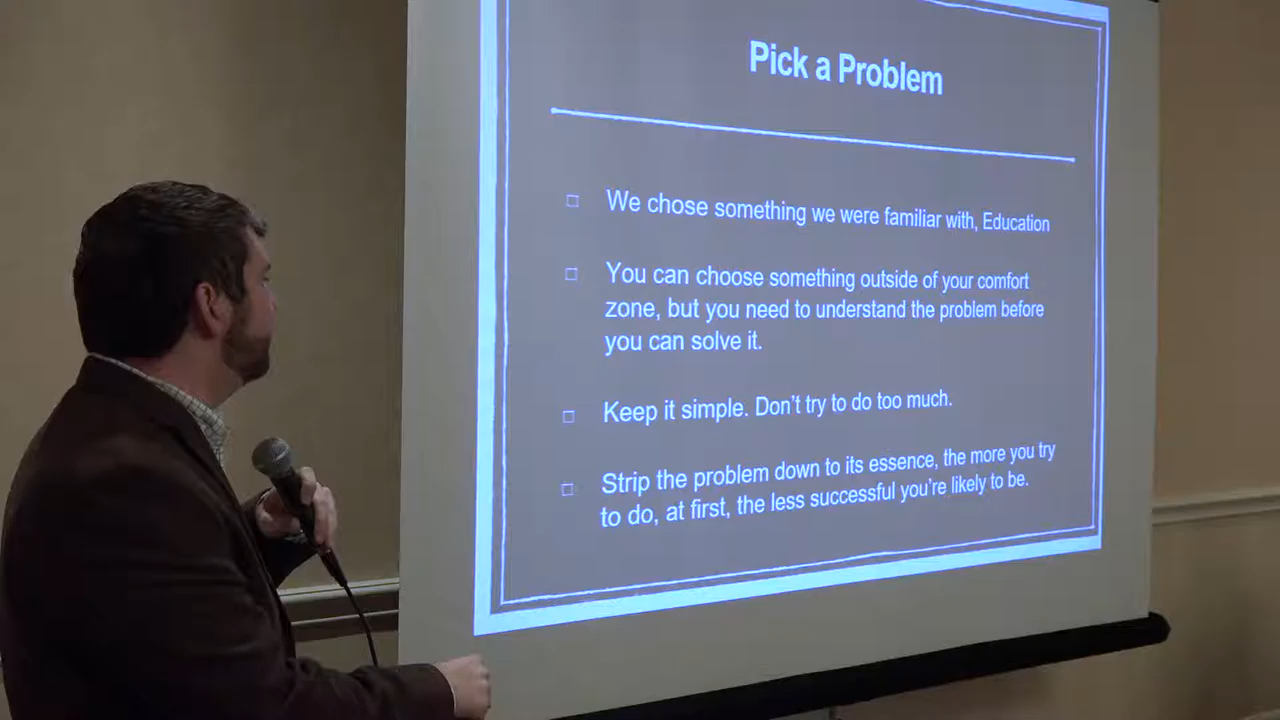 Pick a Problem
We chose something we were familiar with, Education
You can choose something outside of your comfort
zone, but you need to understand the problem before
you can solve it.
Keep it simple. Don't try to do too much.
Strip the problem down to its essence, the more you try
to do, at first, the less successful you're likely to be.